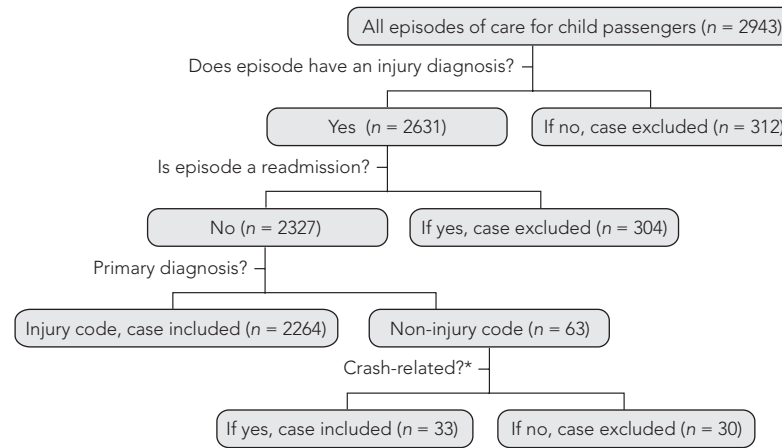 All episodes of care for child passengers (n = 2943)
Does episode have an injury diagnosis?
Yes (n = 2631)
If no, case excluded (n = 312)
Is episode a readmission?
No (n = 2327)
If yes, case excluded (n = 304)
Primary diagnosis?
Injury code, case included (n = 2264)
Non-injury code (n = 63)
Crash-related?*
If yes, case included (n = 33)
If no, case excluded (n = 30)